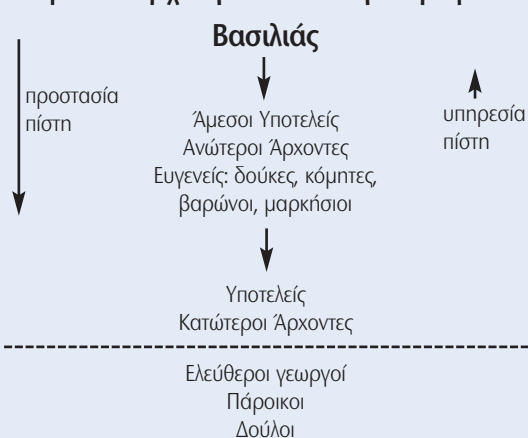 Βασιλιάς
προστασία
πίστη
Άμεσοι Υποτελείς
Ανώτεροι Άρχοντες
Ευγενείς: δούκες, κόμητες,
βαρώνοι, μαρκήσιοι
υπηρεσία
πίστη
Υποτελείς
Κατώτεροι Άρχοντες
Ελεύθεροι γεωργοί
Πάροικοι
Δούλοι